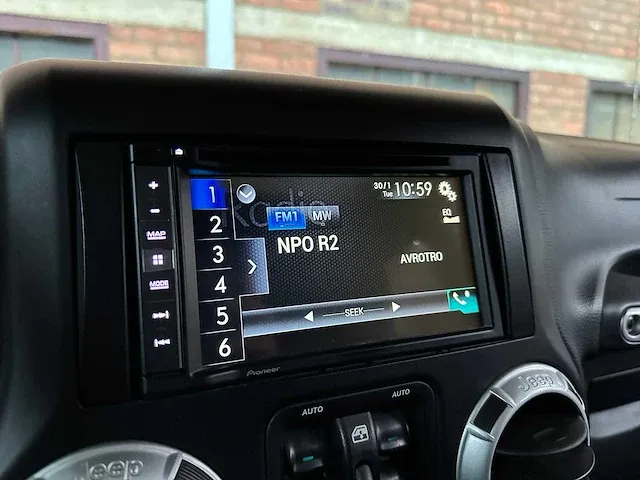 1
2
3
4
5
6
Radio
30/1
Tue
10:59
FM1 MW
EQ
NPO R2
AVROTRO
SEEK
MAP
MODE
Pioneer
AUTO
AUTO
Jeep
Jeep